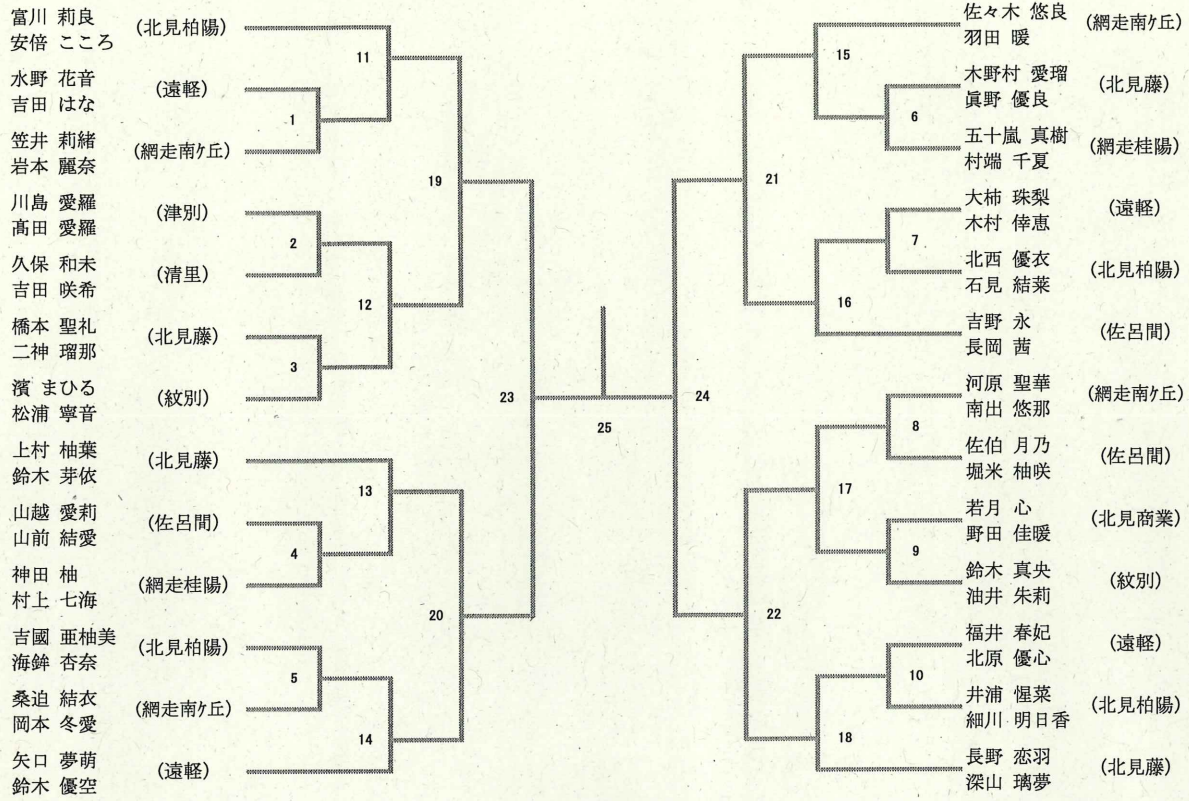 富川 莉良
安倍 こころ
(北見柏陽)
水野 花音
吉田 はな
(遠軽)
笠井 莉緒
岩本 麗奈
(網走南ケ丘)
川島 愛羅
髙田 愛羅
(津別)
久保 和未
吉田 咲希
(清里)
橋本 聖礼
二神 瑠那
(北見藤)
濱 まひる
松浦 寧音
(紋別)
上村 柚葉
鈴木 芽依
(北見藤)
山越 愛莉
山前 結愛
(佐呂間)
神田 柚
村上 七海
(網走桂陽)
吉國 亜柚美
海鉾 杏奈
(北見柏陽)
桑迫 結衣
岡本 冬愛
(網走南ケ丘)
矢口 夢萌
鈴木 優空
(遠軽)
11
1
19
2
12
3
23
13
4
20
5
14
25
24
15
6
21
7
16
8
17
9
22
10
18
佐々木 悠良
羽田 暖
(網走南ケ丘)
木野村 愛瑠
眞野 優良
(北見藤)
五十嵐 真樹
村端 千夏
(網走桂陽)
大柿 珠梨
木村 倖恵
(遠軽)
北西 優衣
石見 結菜
(北見柏陽)
吉野 永
長岡 茜
(佐呂間)
河原 聖華
南出 悠那
(網走南ケ丘)
佐伯 月乃
堀米 柚咲
(佐呂間)
若月 心
野田 佳暖
(北見商業)
鈴木 真央
油井 朱莉
(紋別)
福井 春妃
北原 優心
(遠軽)
井浦 惺菜
細川 明日香
(北見柏陽)
長野 恋羽
深山 璃夢
(北見藤)